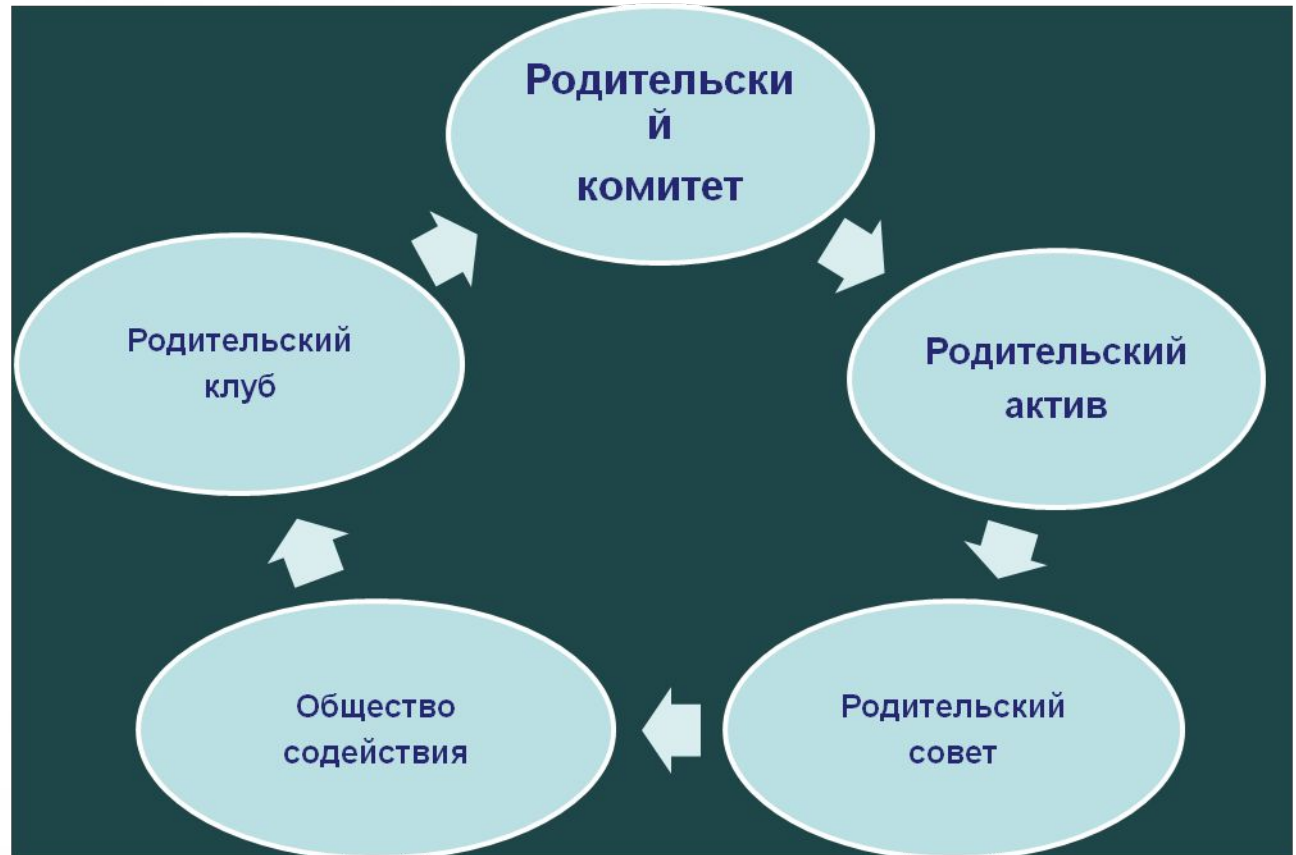 Родительски
й
комитет
Родительский
актив
Родительский
совет
Общество
содействия
Родительский
клуб